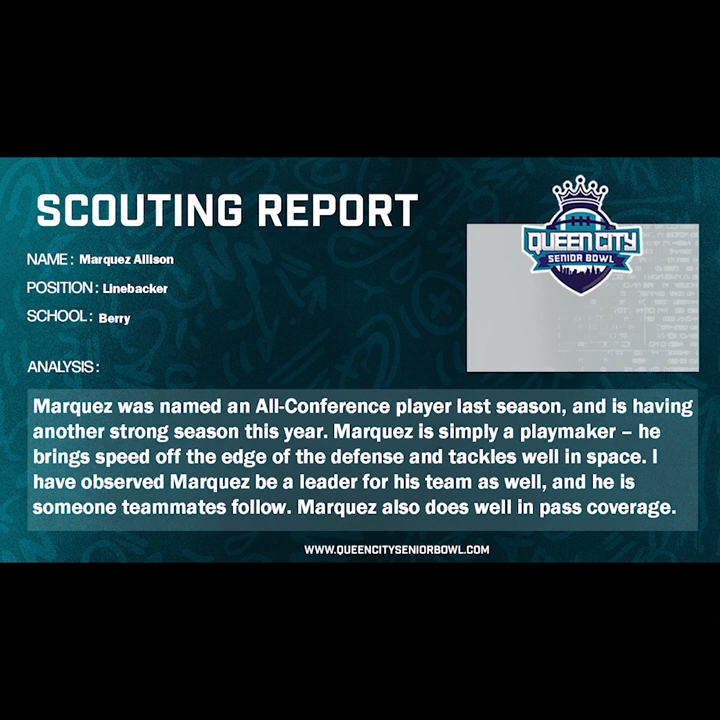 SCOUTING REPORT
QUEEN CITY
SENIOR BOWL
NAME: Marquez Allison
POSITION: Linebacker
SCHOOL: Berry
ANALYSIS:
Marquez was named an All-Conference player last season, and is having
another strong season this year. Marquez is simply a playmaker – he
brings speed off the edge of the defense and tackles well in space. I
have observed Marquez be a leader for his team as well, and he is
someone teammates follow. Marquez also does well in pass coverage.
WWW.QUEENCITYSENIORBOWL.COM